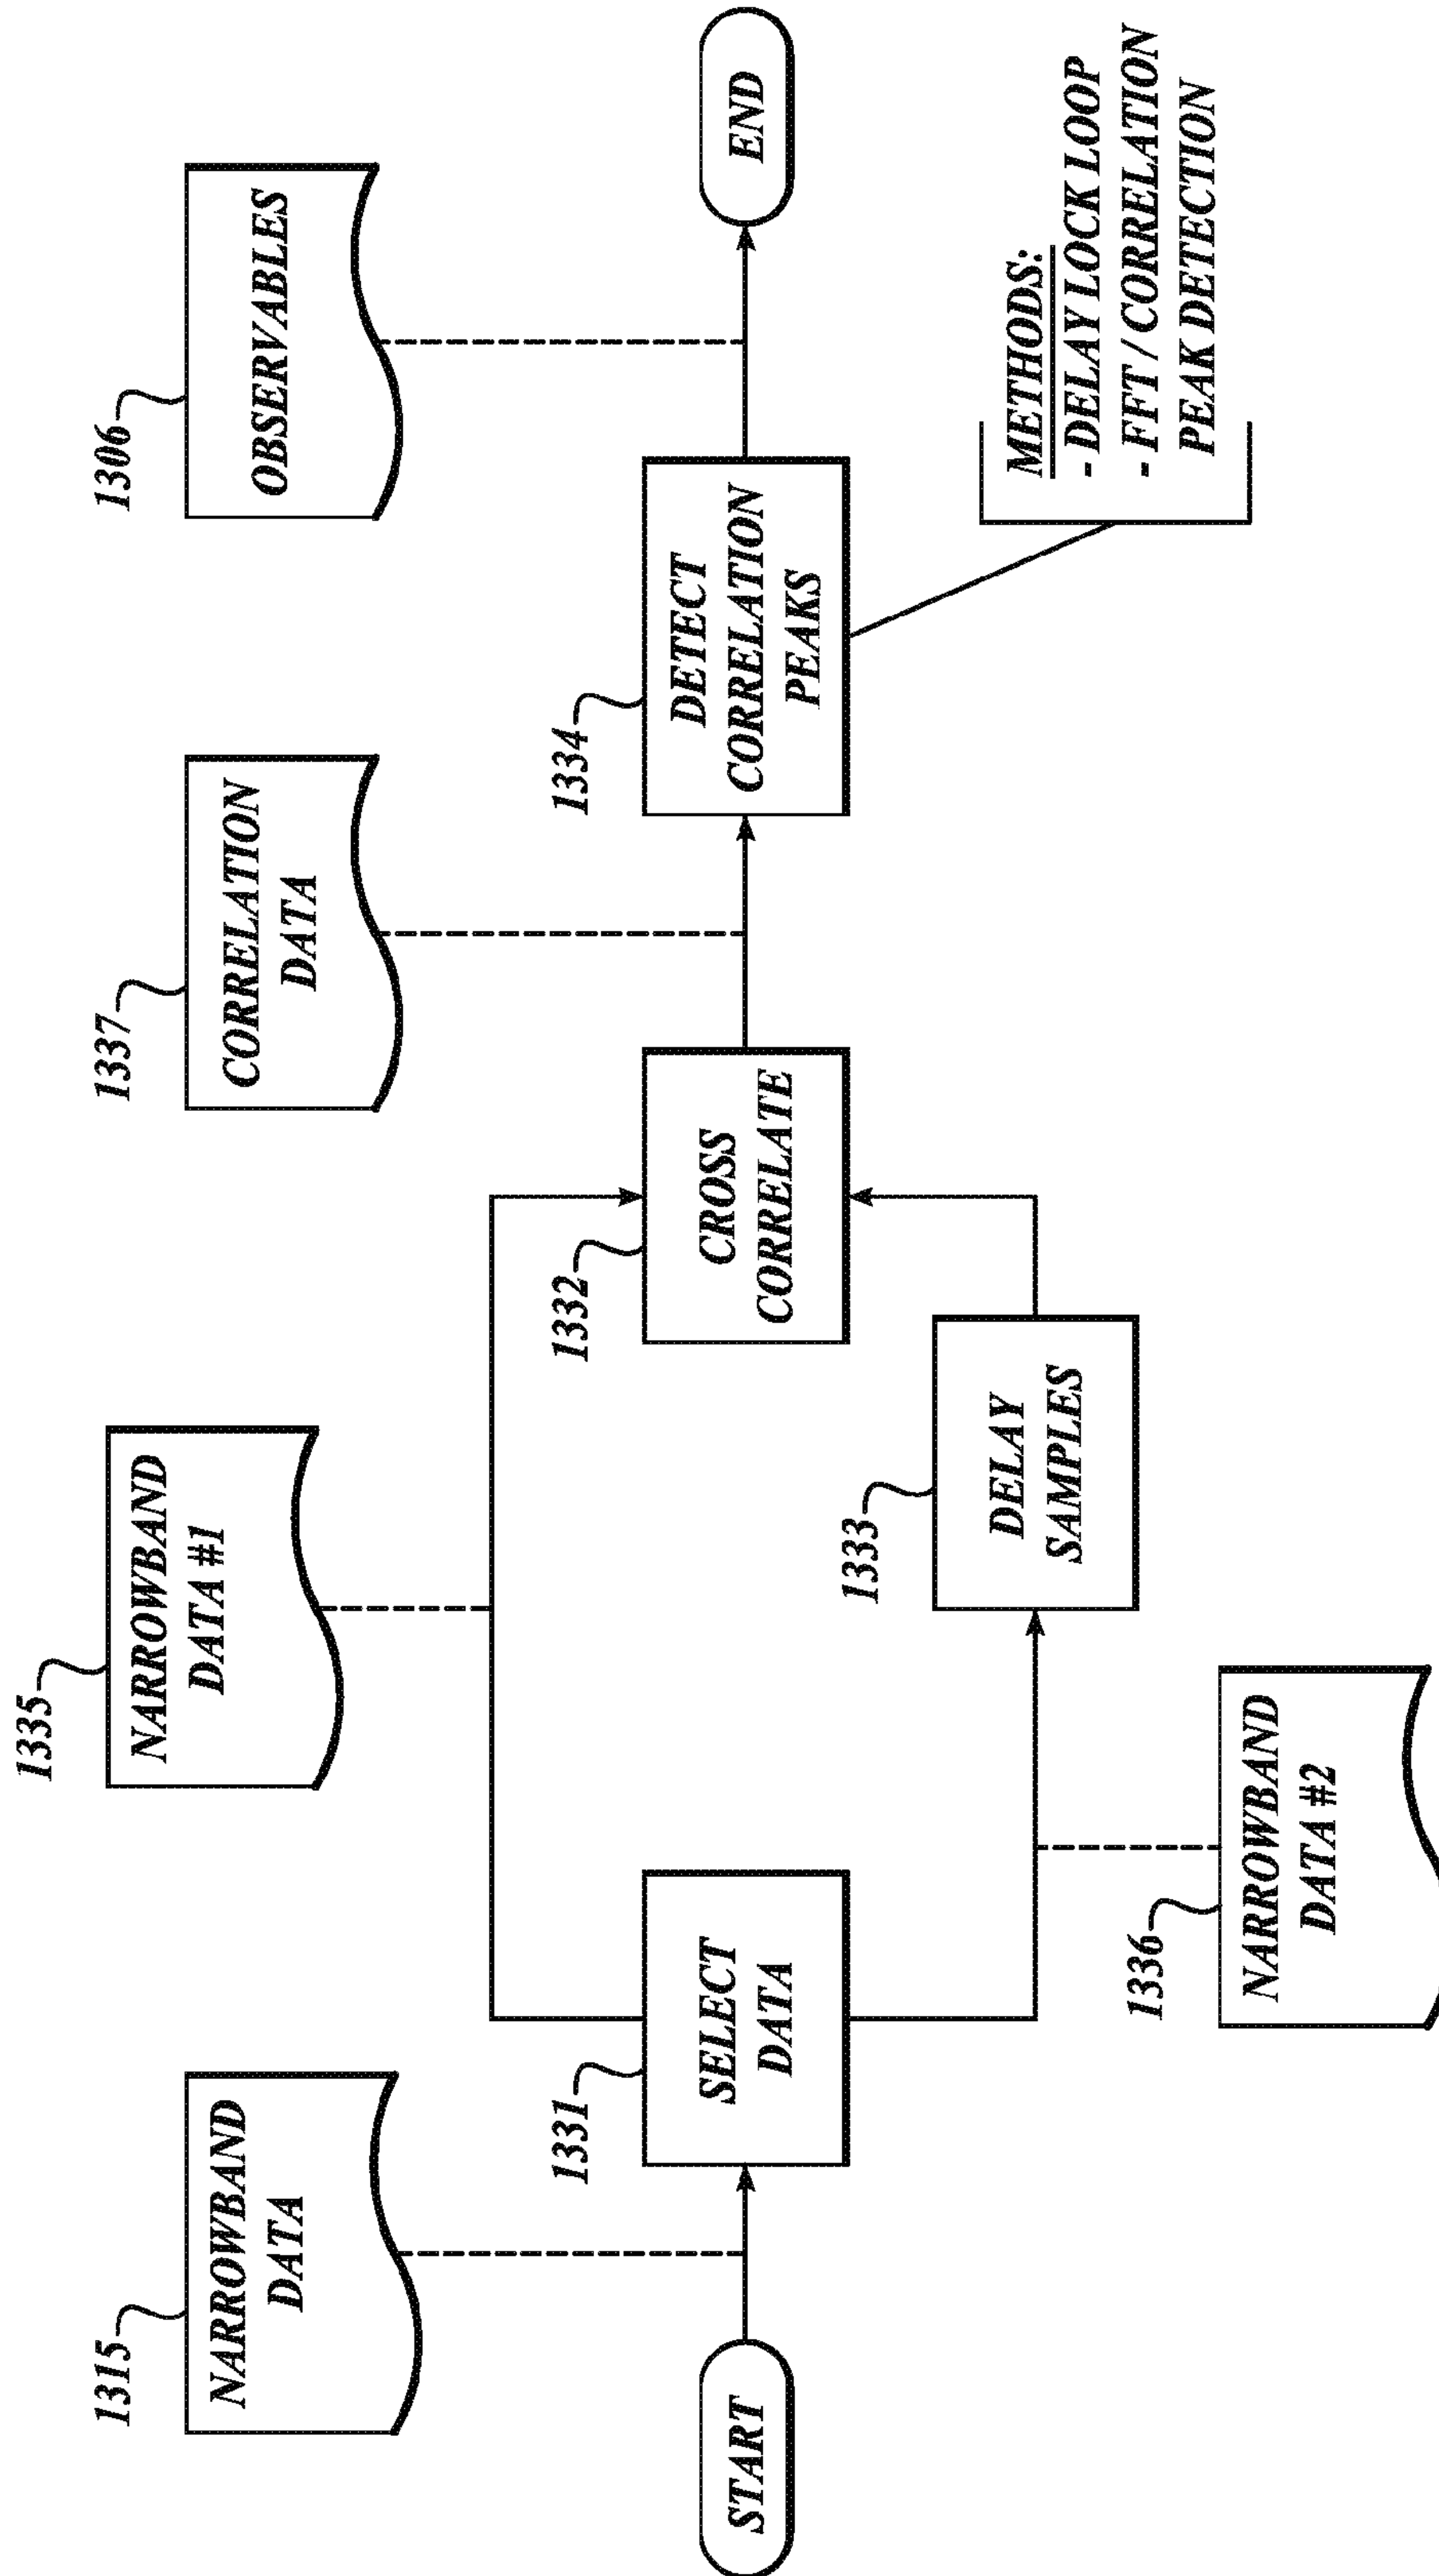 START
1315
NARROWBAND
DATA
1331
SELECT
DATA
1335
NARROWBAND
DATA #1
1336
NARROWBAND
DATA #2
1333
DELAY
SAMPLES
1332
CROSS
CORRELATE
1337
CORRELATION
DATA
1334
DETECT
CORRELATION
PEAKS
METHODS:
- DELAY LOCK LOOP
- FFT / CORRELATION
PEAK DETECTION
1306
OBSERVABLES
END